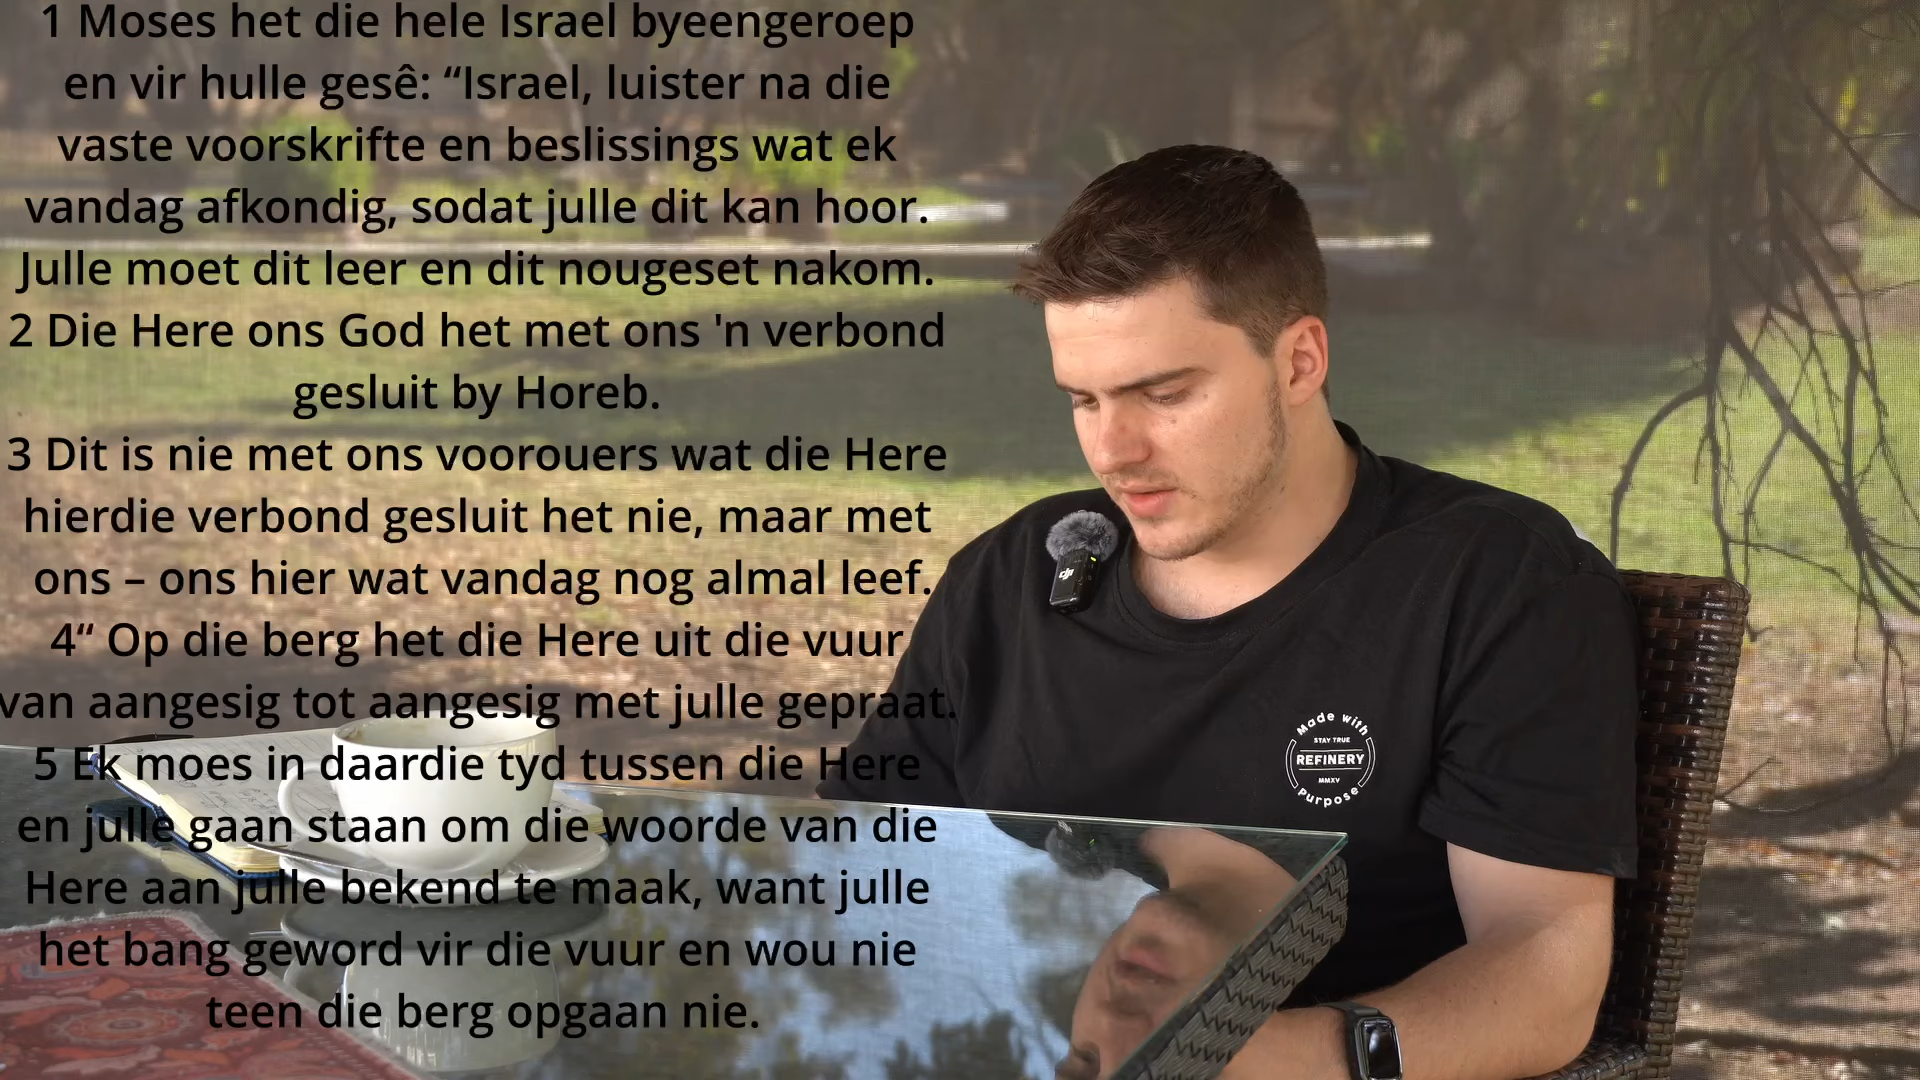 1 Moses het die hele Israel byeengeroep
en vir hulle gesê: “Israel, luister na die
vaste voorskrifte en beslissings wat ek
vandag afkondig, sodat julle dit kan hoor.
Julle moet dit leer en dit nougeset nakom.
2 Die Here ons God het met ons 'n verbond
gesluit by Horeb.
3 Dit is nie met ons voorouers wat die Here
hierdie verbond gesluit het nie, maar met
ons – ons hier wat vandag nog almal leef.
4“ Op die berg het die Here uit die vuur
van aangesig tot aangesig met julle gepraat.
5 Ek moes in daardie tyd tussen die Here
en julle gaan staan om die woorde van die
Here aan julle bekend te maak, want julle
het bang geword vir die vuur en wou nie
teen die berg opgaan nie.
dji
Made with
STAY TRUE
REFINERY
MMXV
Purpose